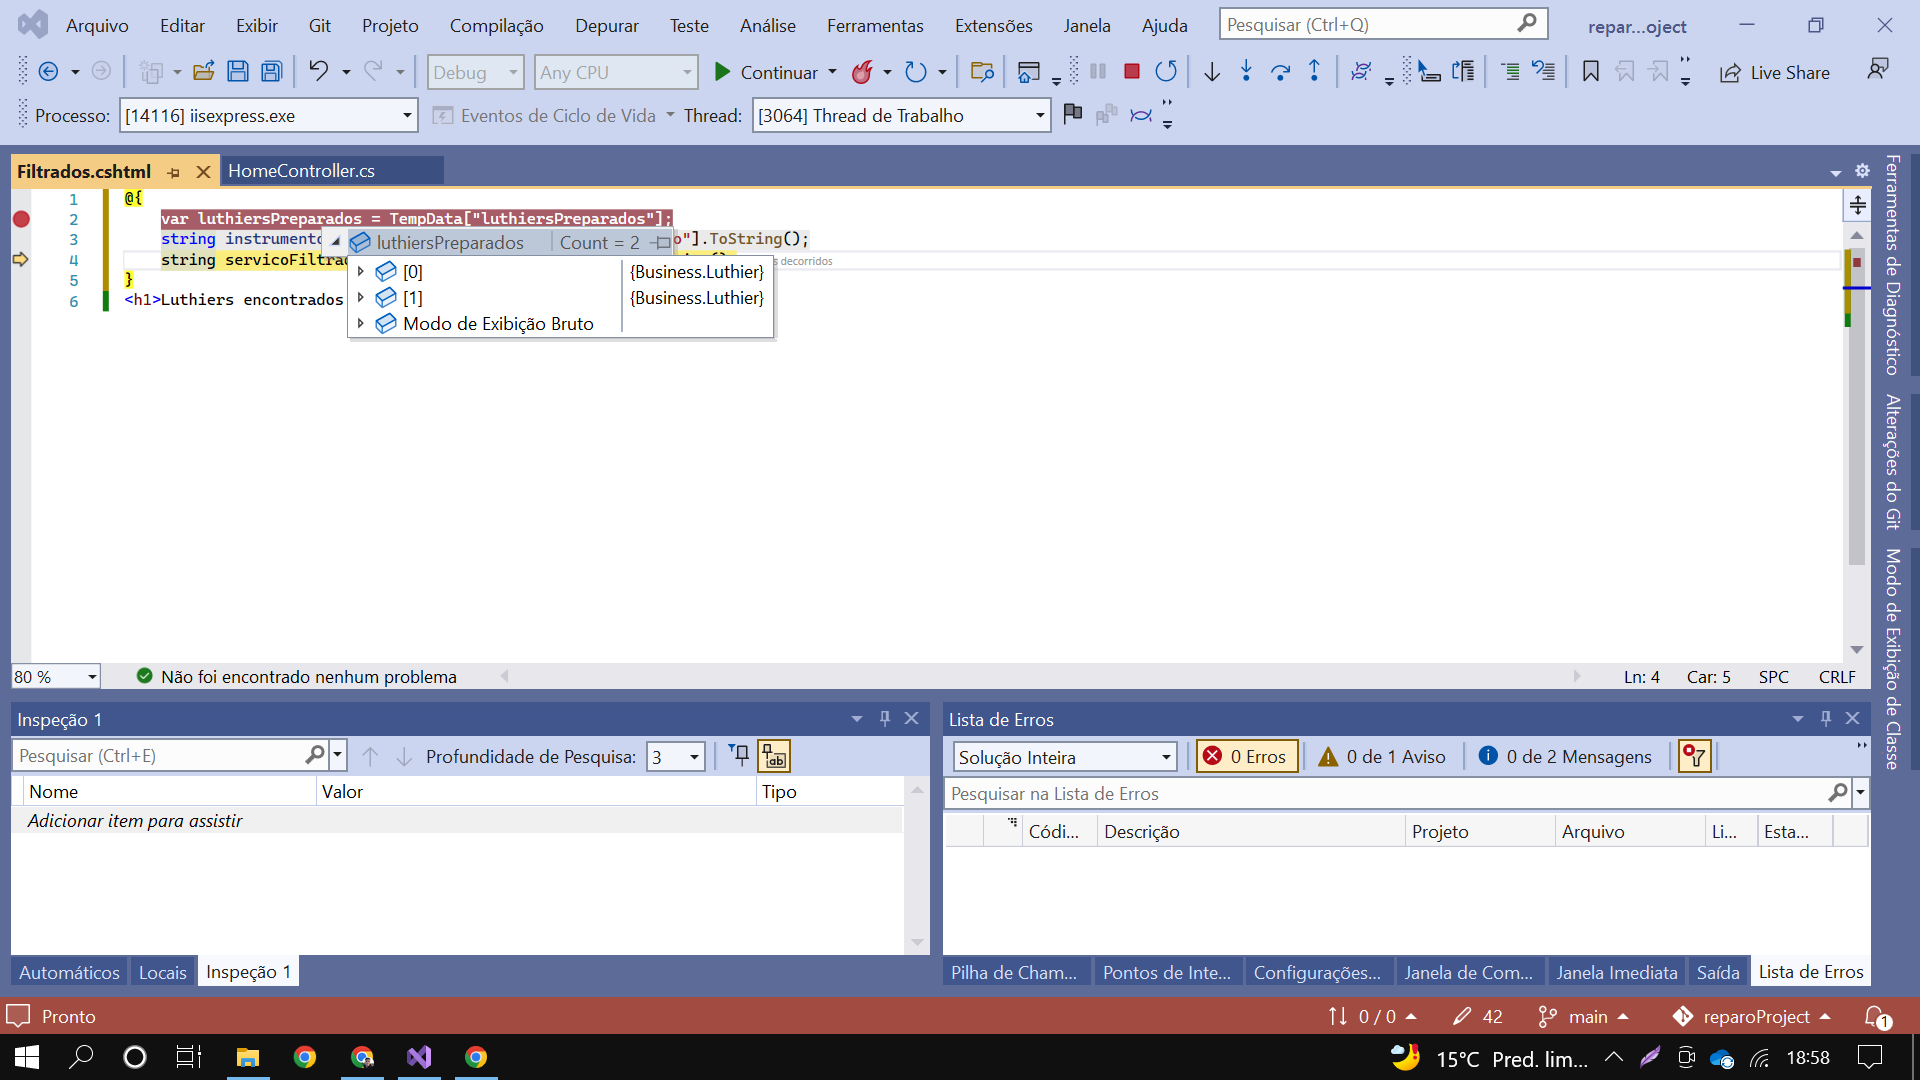 Arquivo Editar Exibir Git Projeto Compilação Depurar Teste Análise Ferramentas Extensões Janela Ajuda Pesquisar (Ctrl+Q) repar...oject
Debug Any CPU Continuar Live Share
Processo: [14116] iisexpress.exe Eventos de Ciclo de Vida Thread: [3064] Thread de Trabalho
Filtrados.cshtml HomeController.cs
1 @{
2 var luthiersPreparados = TempData["luthiersPreparados"];
3 string instrumento o"].ToString();
luthiersPreparados Count = 2
4 string servicoFiltrad s decorridos
[0] {Business.Luthier}
5 }
[1] {Business.Luthier}
6 <h1>Luthiers encontrados
Modo de Exibição Bruto
Ferramentas de Diagnóstico
Alterações do Git
Modo de Exibição de Classe
80 % Não foi encontrado nenhum problema Ln: 4 Car: 5 SPC CRLF
Inspeção 1
Pesquisar (Ctrl+E) Profundidade de Pesquisa: 3
Nome Valor Tipo
Adicionar item para assistir
Automáticos Locais Inspeção 1
Lista de Erros
Solução Inteira 0 Erros 0 de 1 Aviso 0 de 2 Mensagens
Pesquisar na Lista de Erros
Códi... Descrição Projeto Arquivo Li... Esta...
Pilha de Cham... Pontos de Inte... Configurações... Janela de Com... Janela Imediata Saída Lista de Erros
Pronto 0 / 0 42 main reparoProject 1
15°C Pred. lim... 18:58